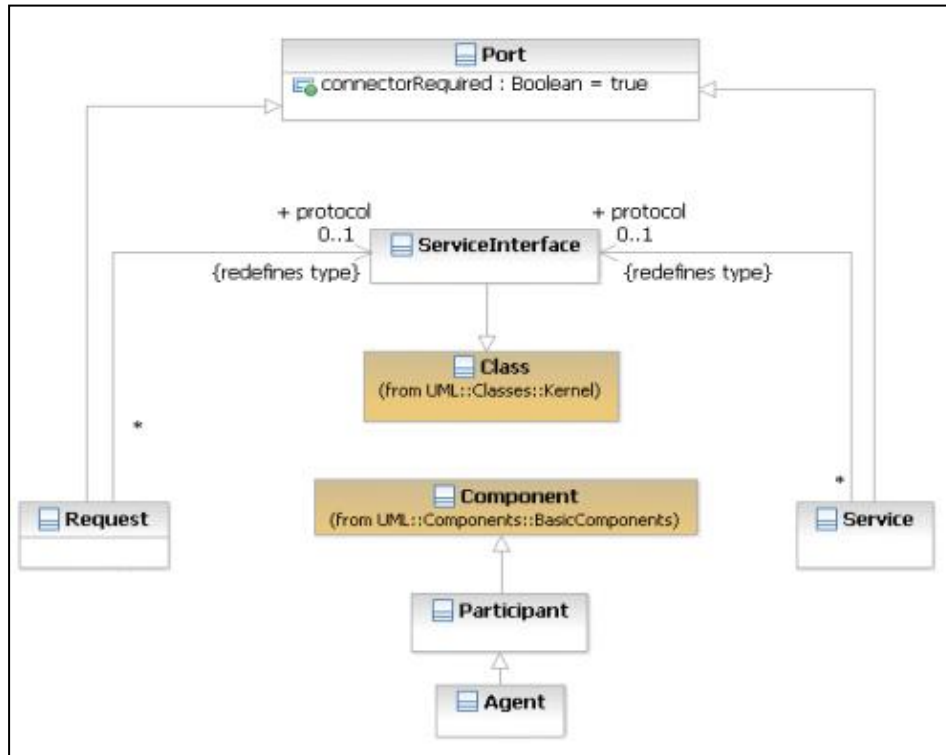 Port
connectorRequired : Boolean = true
+ protocol
0..1
{redefines type}
ServiceInterface
+ protocol
0..1
{redefines type}
Class
(from UML::Classes::Kernel)
*
*
Request
Component
(from UML::Components::BasicComponents)
Service
Participant
Agent